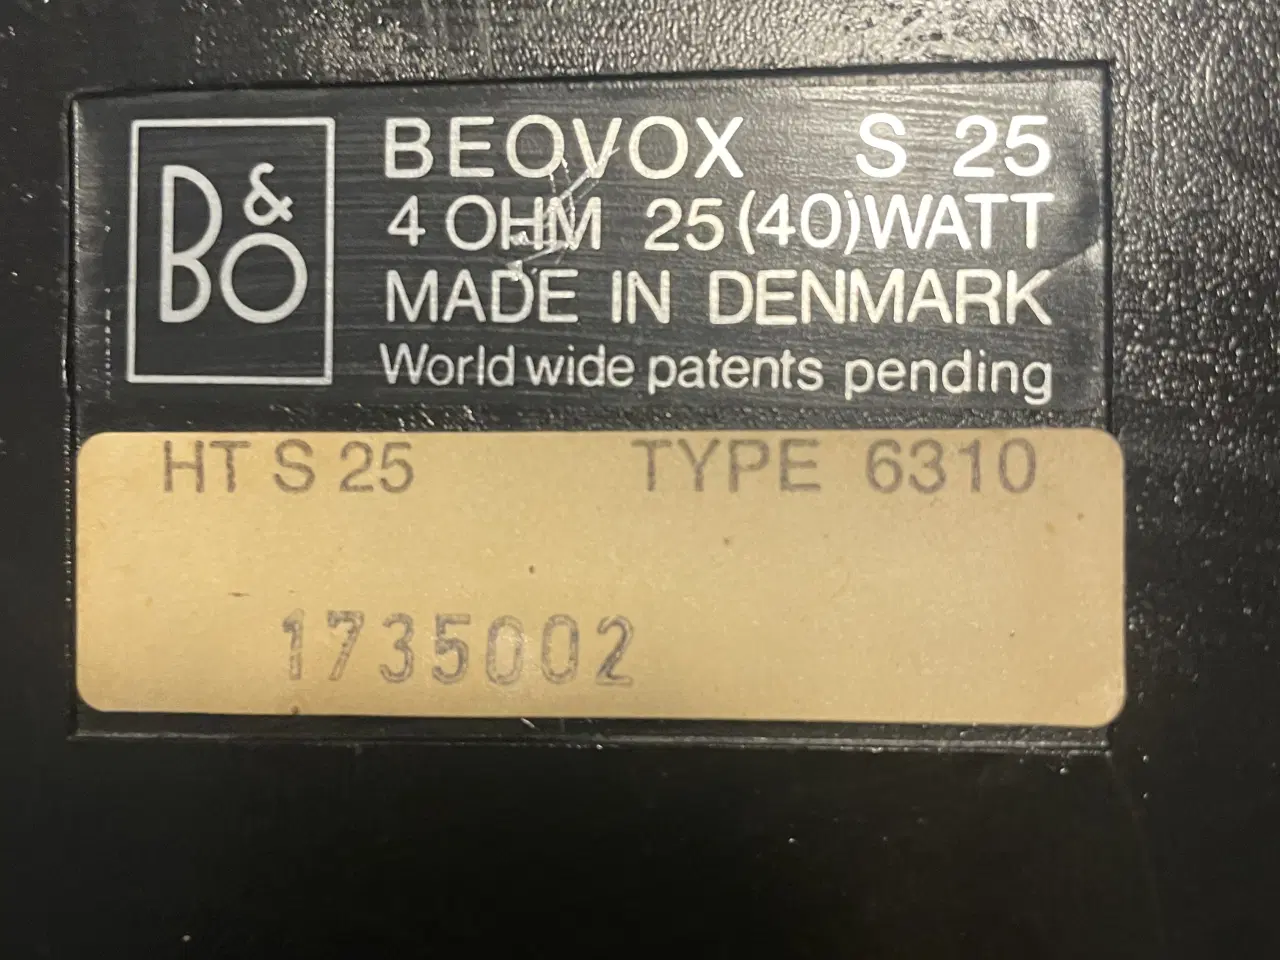 B&O
BEOVOX S 25
4 OHM 25 (40) WATT
MADE IN DENMARK
World wide patents pending
HT S 25 TYPE 6310
1735002